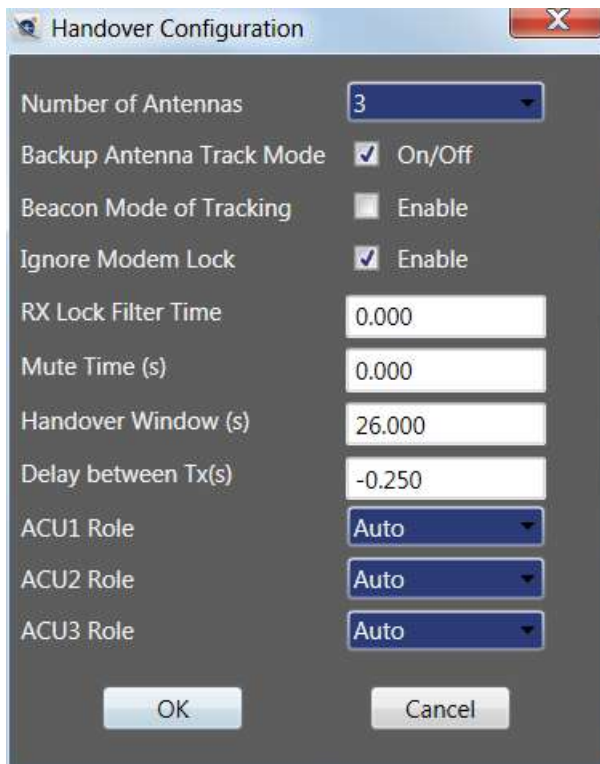 Handover Configuration
Number of Antennas 3
Backup Antenna Track Mode On/Off
Beacon Mode of Tracking Enable
Ignore Modem Lock Enable
RX Lock Filter Time 0.000
Mute Time (s) 0.000
Handover Window (s) 26.000
Delay between Tx(s) -0.250
ACU1 Role Auto
ACU2 Role Auto
ACU3 Role Auto
OK Cancel